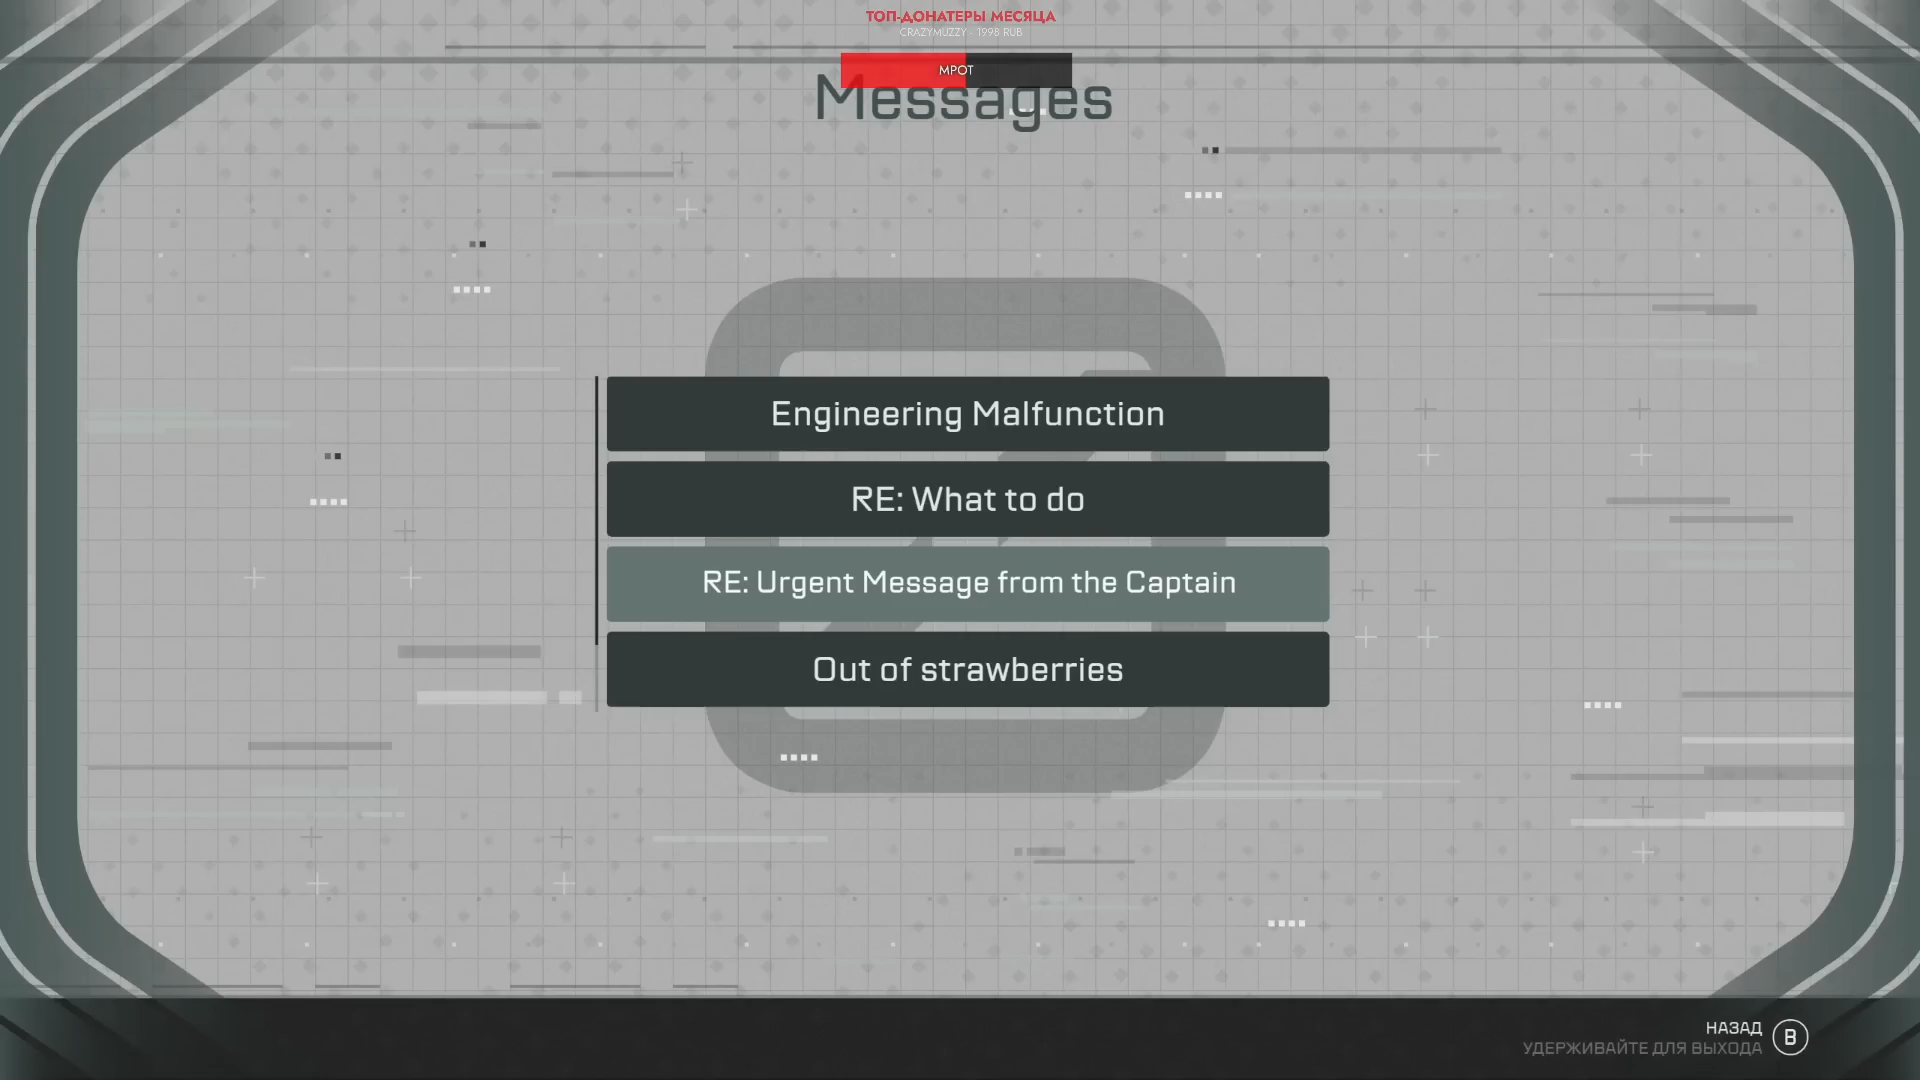 ТОП-ДОНАТЕРЫ МЕСЯЦА
CRAZYMUZZY - 1998 RUB
МРОТ
Messages
Engineering Malfunction
RE: What to do
RE: Urgent Message from the Captain
Out of strawberries
НАЗАД
B
УДЕРЖИВАЙТЕ ДЛЯ ВЫХОДА